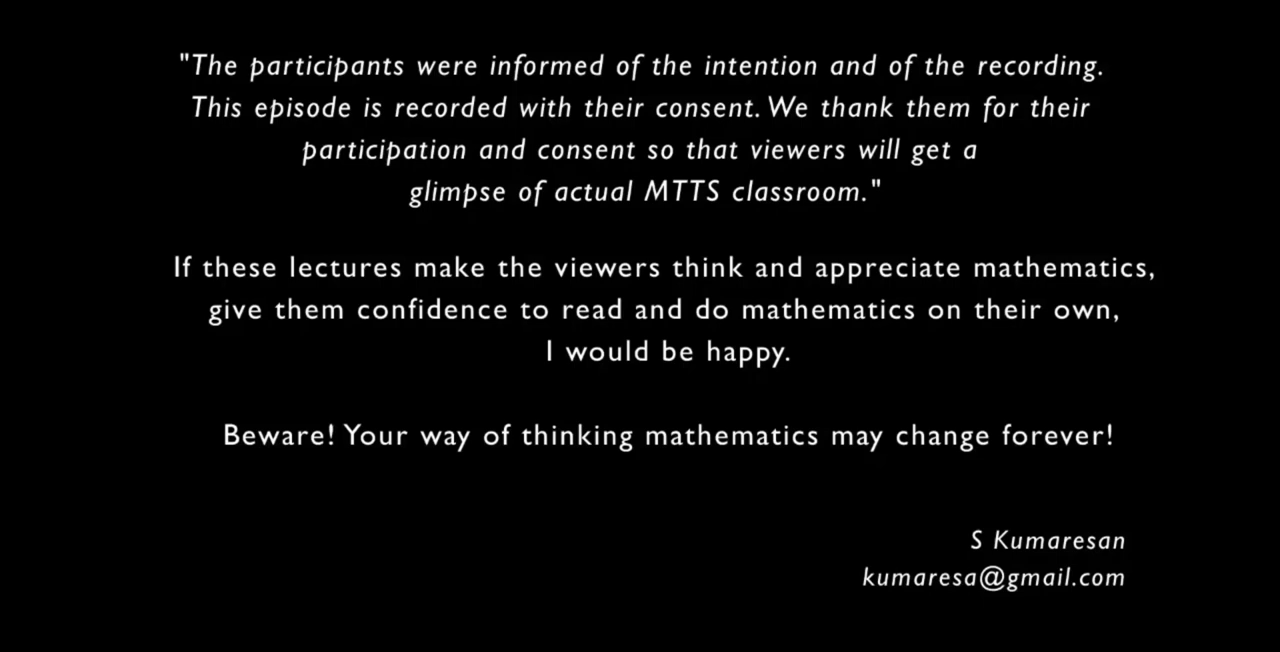 "The participants were informed of the intention and of the recording.
This episode is recorded with their consent. We thank them for their
participation and consent so that viewers will get a
glimpse of actual MTTS classroom."
If these lectures make the viewers think and appreciate mathematics,
give them confidence to read and do mathematics on their own,
I would be happy.
Beware! Your way of thinking mathematics may change forever!
S Kumaresan
kumaresa@gmail.com